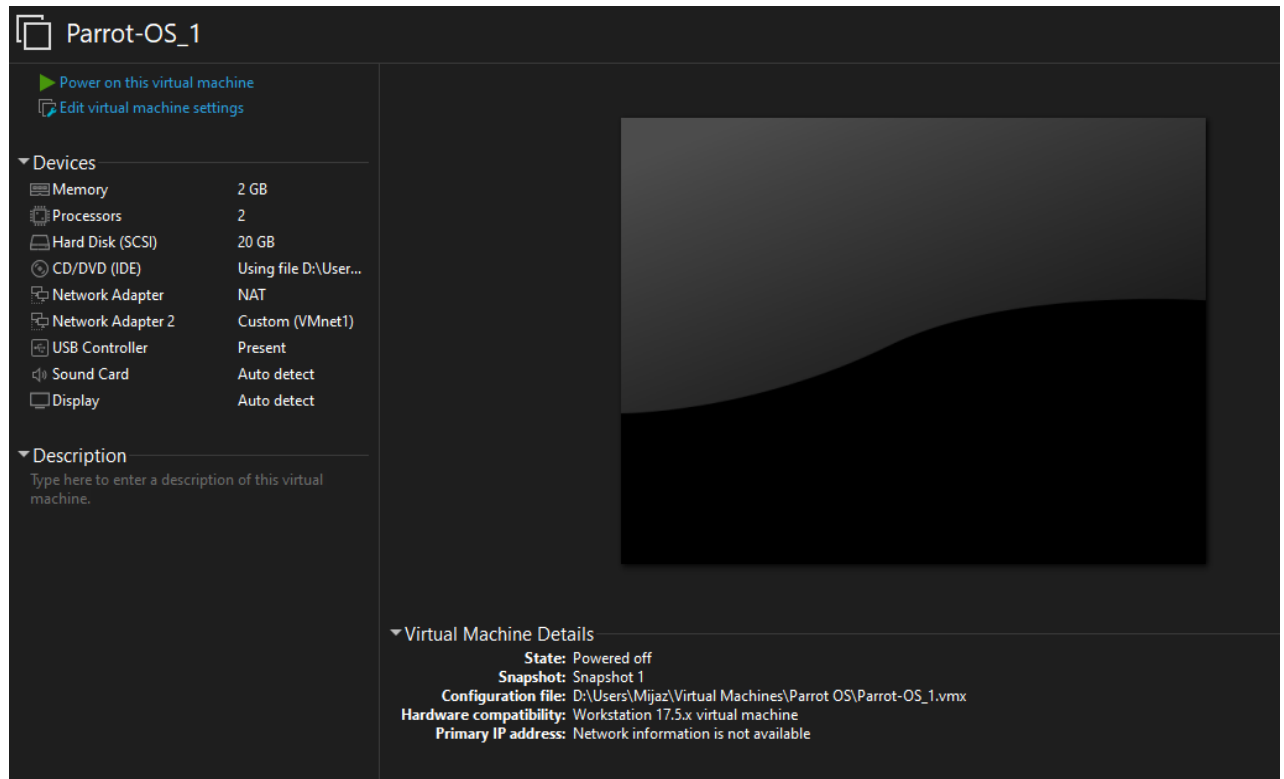 Parrot-OS_1
Power on this virtual machine
Edit virtual machine settings
Devices
Memory 2 GB
Processors 2
Hard Disk (SCSI) 20 GB
CD/DVD (IDE) Using file D:\User...
Network Adapter NAT
Network Adapter 2 Custom (VMnet1)
USB Controller Present
Sound Card Auto detect
Display Auto detect
Description
Type here to enter a description of this virtual
machine.
Virtual Machine Details
State: Powered off
Snapshot: Snapshot 1
Configuration file: D:\Users\Mijaz\Virtual Machines\Parrot OS\Parrot-OS_1.vmx
Hardware compatibility: Workstation 17.5.x virtual machine
Primary IP address: Network information is not available